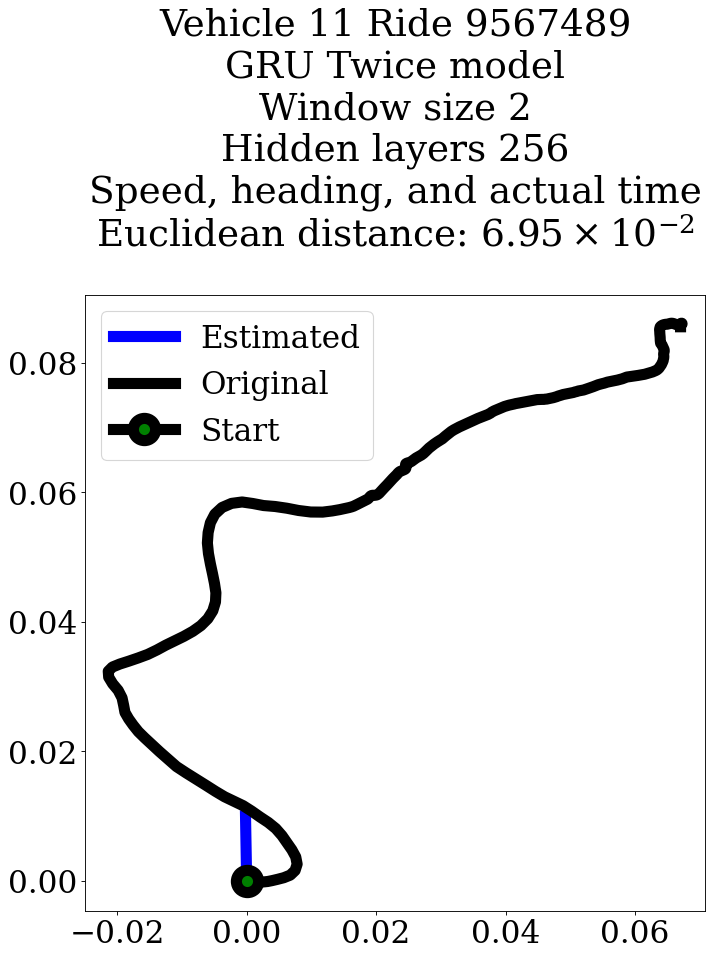 Vehicle 11 Ride 9567489
GRU Twice model
Window size 2
Hidden layers 256
Speed, heading, and actual time
Euclidean distance: 6.95 × 10⁻²
Estimated
Original
Start
0.08
0.06
0.04
0.02
0.00
−0.02 0.00 0.02 0.04 0.06